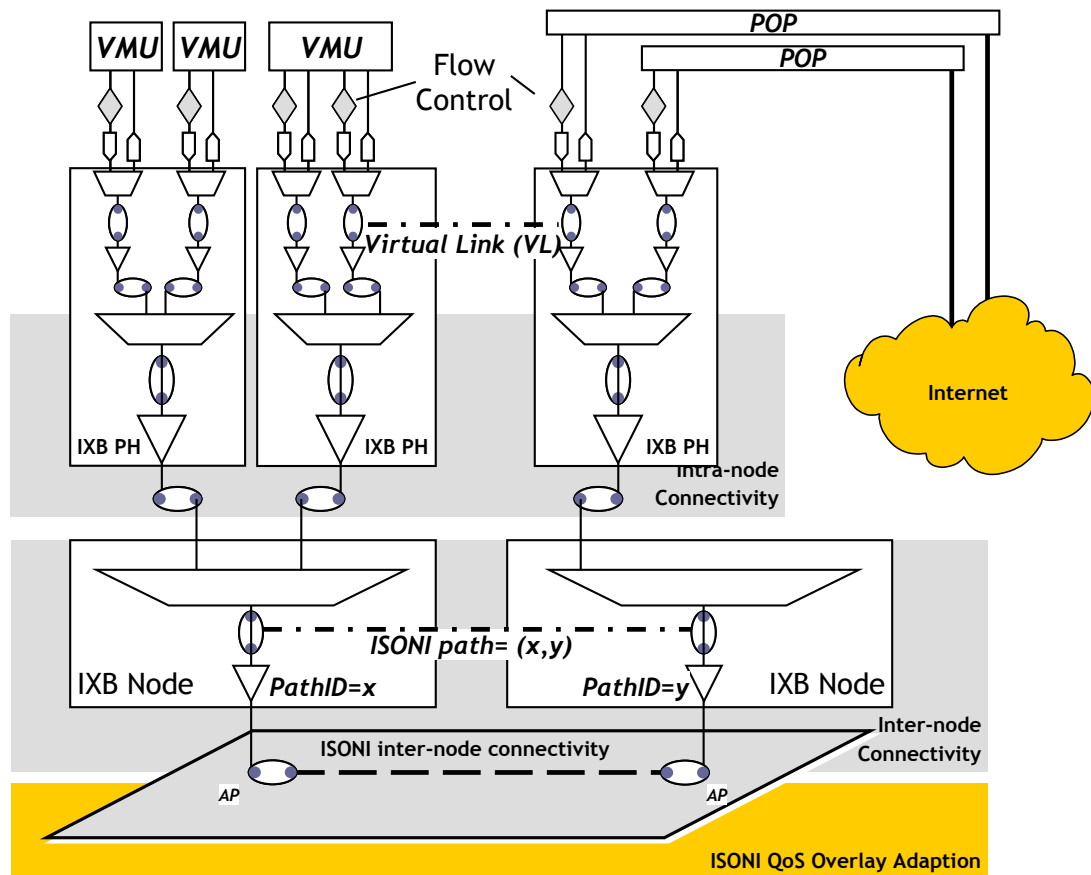 POP
VMU
VMU
VMU
POP
Flow
Control
Virtual Link (VL)
Internet
IXB PH
IXB PH
IXB PH
Intra-node
Connectivity
ISONI path= (x,y)
IXB Node
PathID=x
PathID=y
IXB Node
Inter-node
Connectivity
ISONI inter-node connectivity
AP
AP
ISONI QoS Overlay Adaption